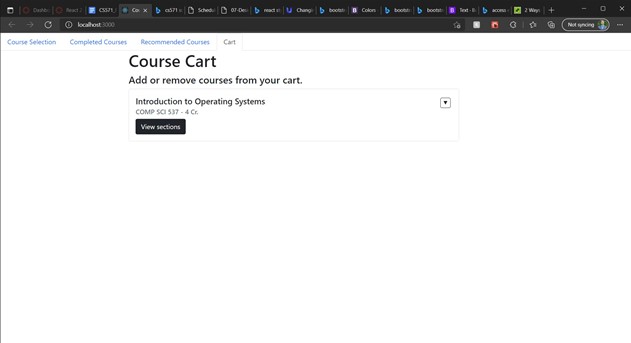 Dashbo
React
CS571
Co
cs571 s
Schedul
07-Des
react st
Changi
bootstr
Colors
bootstr
bootstr
Text · B
access
2 Ways
localhost:3000
Not syncing
Course Selection
Completed Courses
Recommended Courses
Cart
Course Cart
Add or remove courses from your cart.
Introduction to Operating Systems
COMP SCI 537 - 4 Cr.
View sections